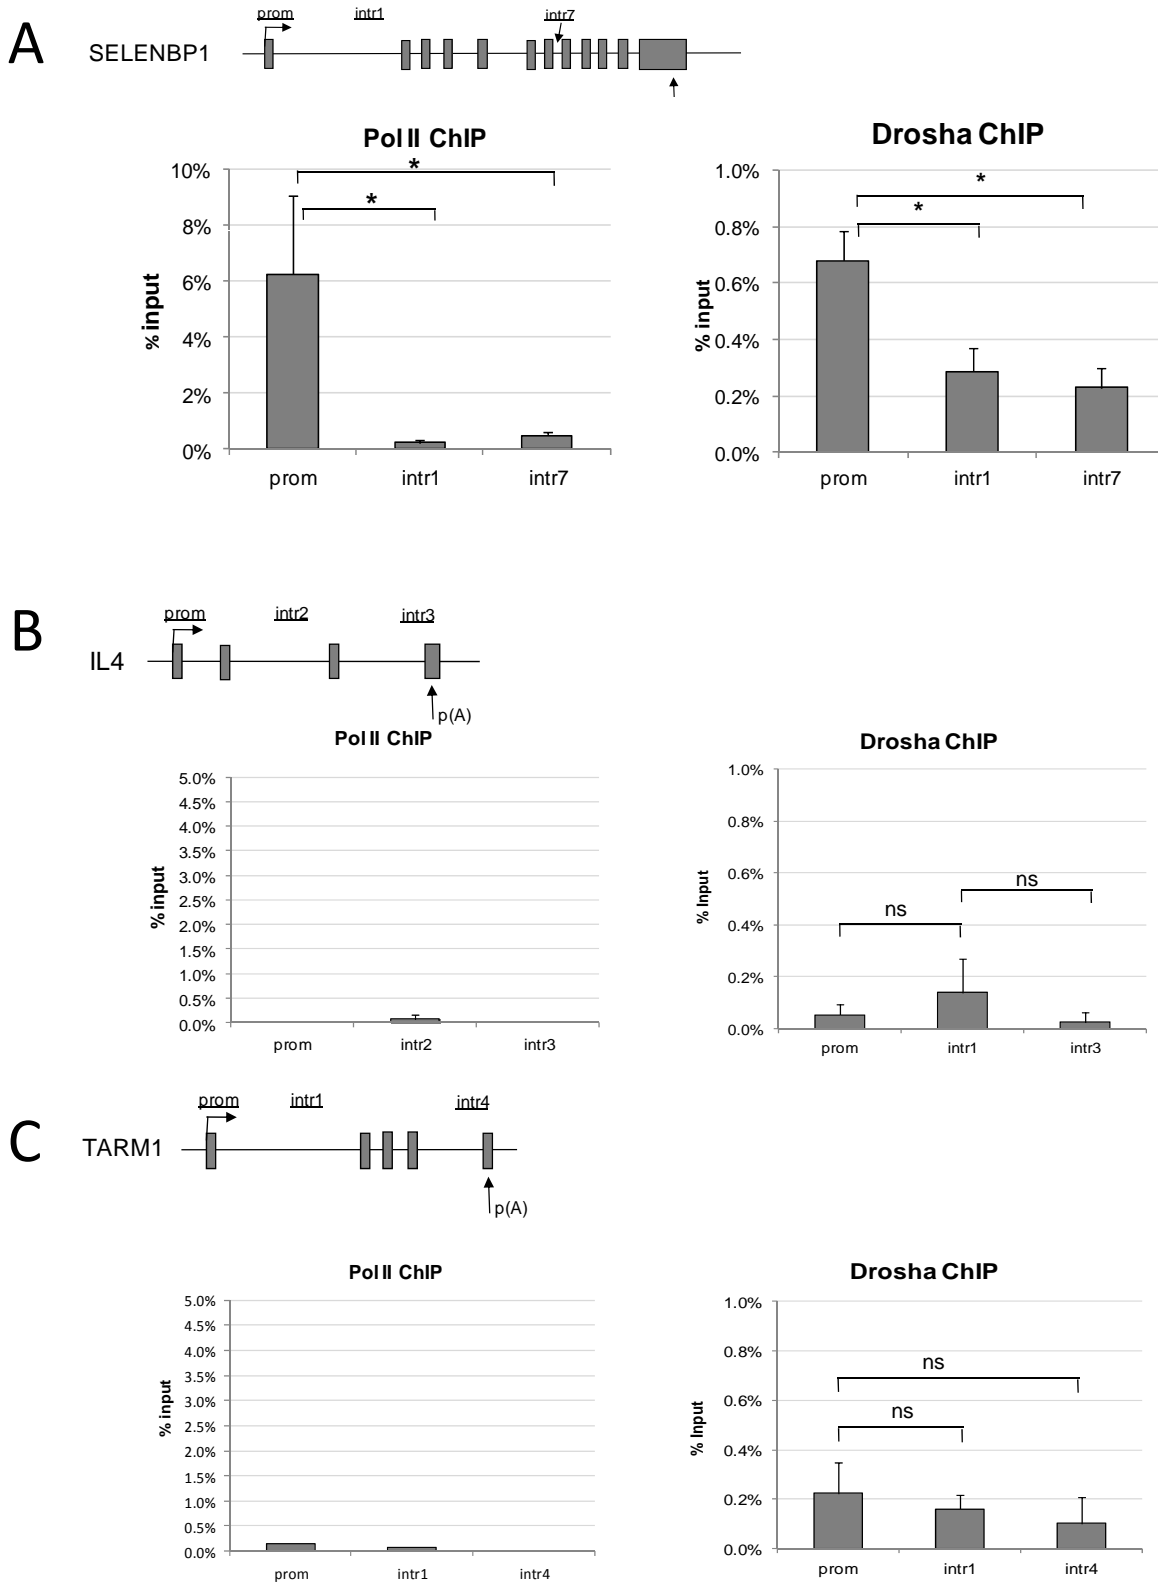 A
SELENBP1
prom intr1 intr7
Pol II ChIP
% input
10%
8%
6%
4%
2%
0%
*
*
prom intr1 intr7
Drosha ChIP
% input
1.0%
0.8%
0.6%
0.4%
0.2%
0.0%
*
*
prom intr1 intr7
B
IL4
prom intr2 intr3
p(A)
Pol II ChIP
% input
5.0%
4.5%
4.0%
3.5%
3.0%
2.5%
2.0%
1.5%
1.0%
0.5%
0.0%
prom intr2 intr3
Drosha ChIP
% Input
1.0%
0.8%
0.6%
0.4%
0.2%
0.0%
ns
ns
prom intr1 intr3
C
TARM1
prom intr1 intr4
p(A)
Pol II ChIP
% input
5.0%
4.5%
4.0%
3.5%
3.0%
2.5%
2.0%
1.5%
1.0%
0.5%
0.0%
prom intr1 intr4
Drosha ChIP
% Input
1.0%
0.8%
0.6%
0.4%
0.2%
0.0%
ns
ns
prom intr1 intr4